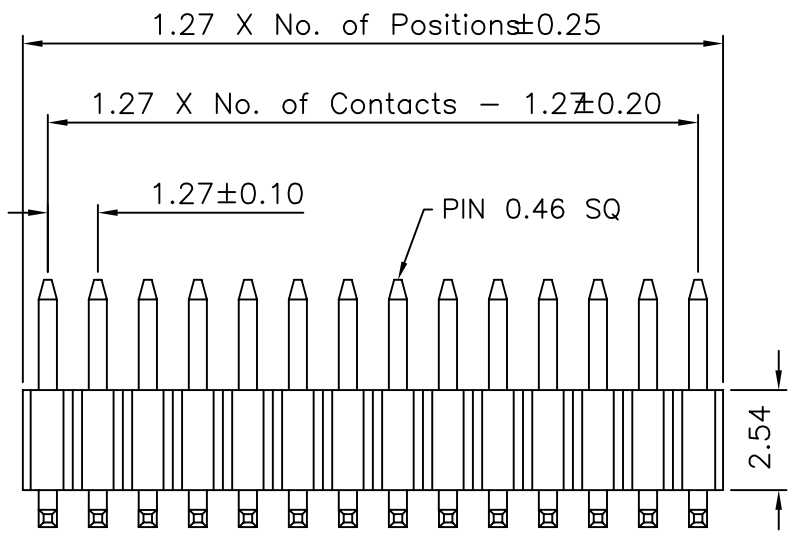 1.27 X No. of Positions±0.25
1.27 X No. of Contacts - 1.27±0.20
1.27±0.10
PIN 0.46 SQ
2.54